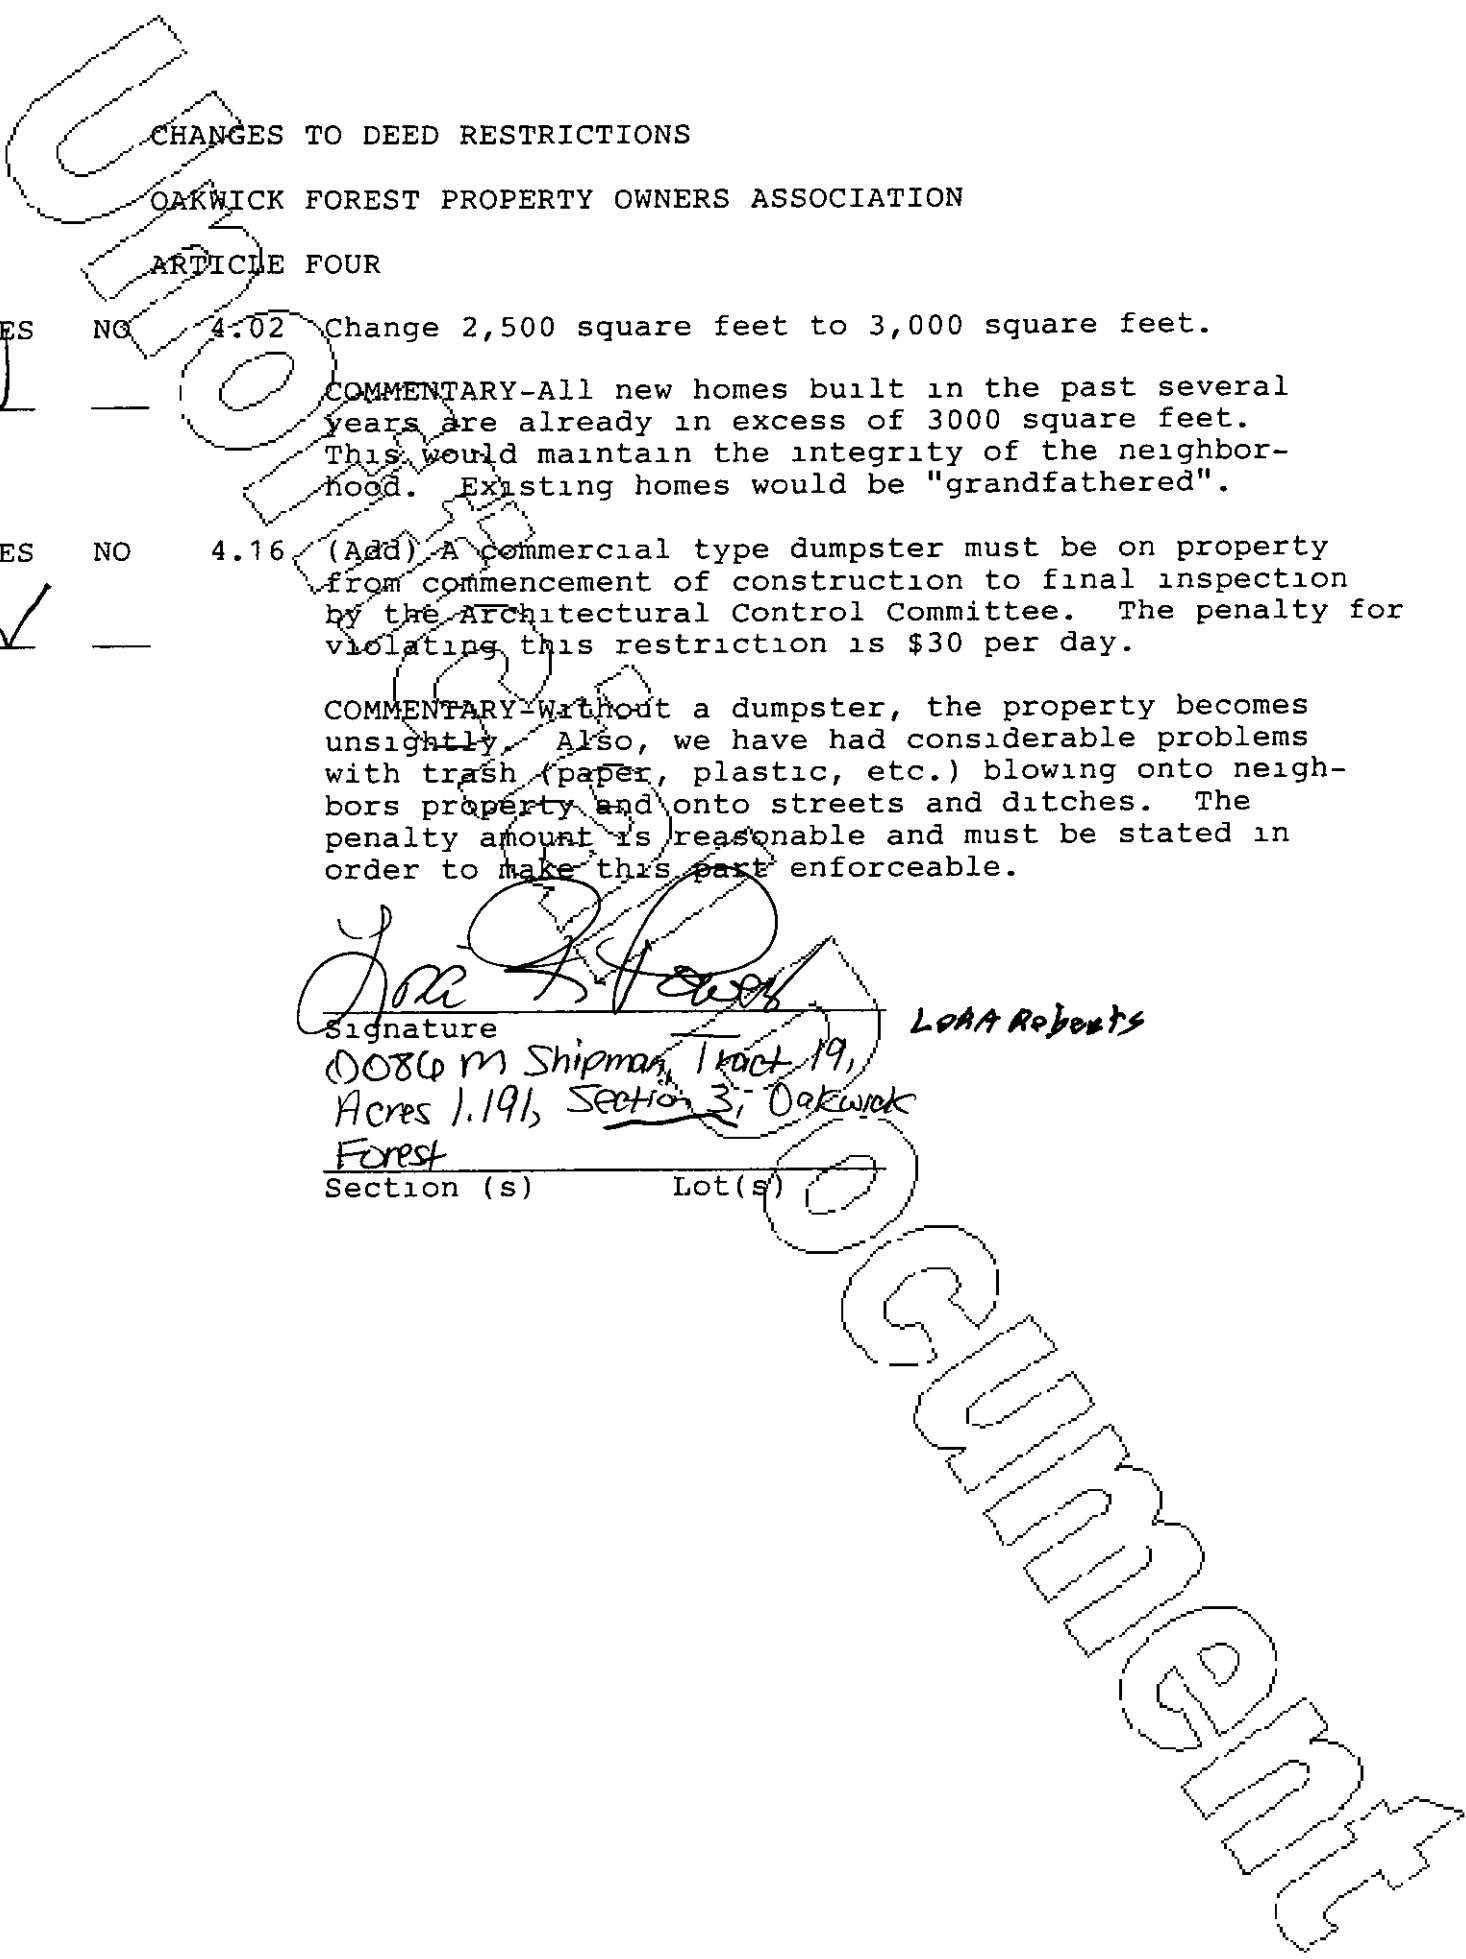 CHANGES TO DEED RESTRICTIONS
OAKWICK FOREST PROPERTY OWNERS ASSOCIATION
ARTICLE FOUR
ES NO 4.02 Change 2,500 square feet to 3,000 square feet.
COMMENTARY-All new homes built in the past several
years are already in excess of 3000 square feet.
This would maintain the integrity of the neighbor-
hood. Existing homes would be "grandfathered".
ES NO 4.16 (Add) A commercial type dumpster must be on property
from commencement of construction to final inspection
by the Architectural Control Committee. The penalty for
violating this restriction is $30 per day.
COMMENTARY-Without a dumpster, the property becomes
unsightly. Also, we have had considerable problems
with trash (paper, plastic, etc.) blowing onto neigh-
bors property and onto streets and ditches. The
penalty amount is reasonable and must be stated in
order to make this part enforceable.
Signature LORA Roberts
0086 M Shipman, Tract 19,
Acres 1.191, Section 3, Oakwick
Forest
Section (s) Lot(s)
Unofficial Document